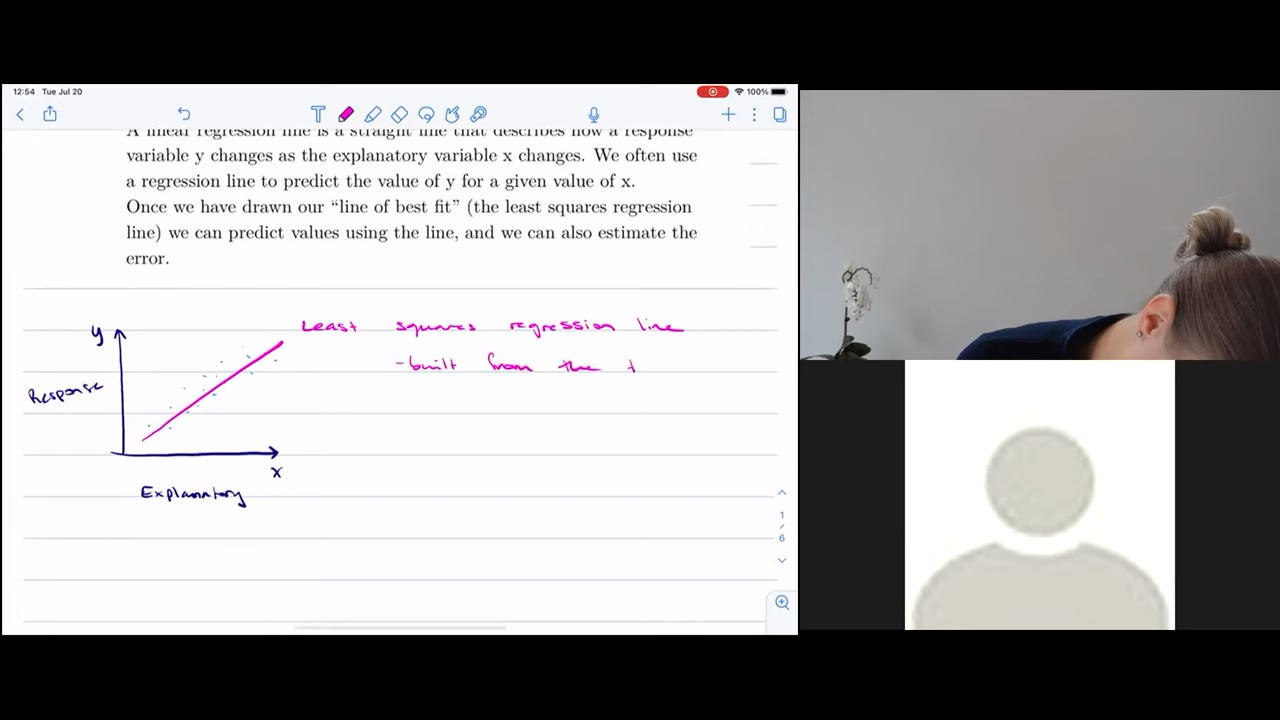 12:54 Tue Jul 20
100%
A linear regression line is a straight line that describes how a response
variable y changes as the explanatory variable x changes. We often use
a regression line to predict the value of y for a given value of x.
Once we have drawn our “line of best fit” (the least squares regression
line) we can predict values using the line, and we can also estimate the
error.
y
Least squares regression line
-built from the
Response
x
Explanatory
1
/
6